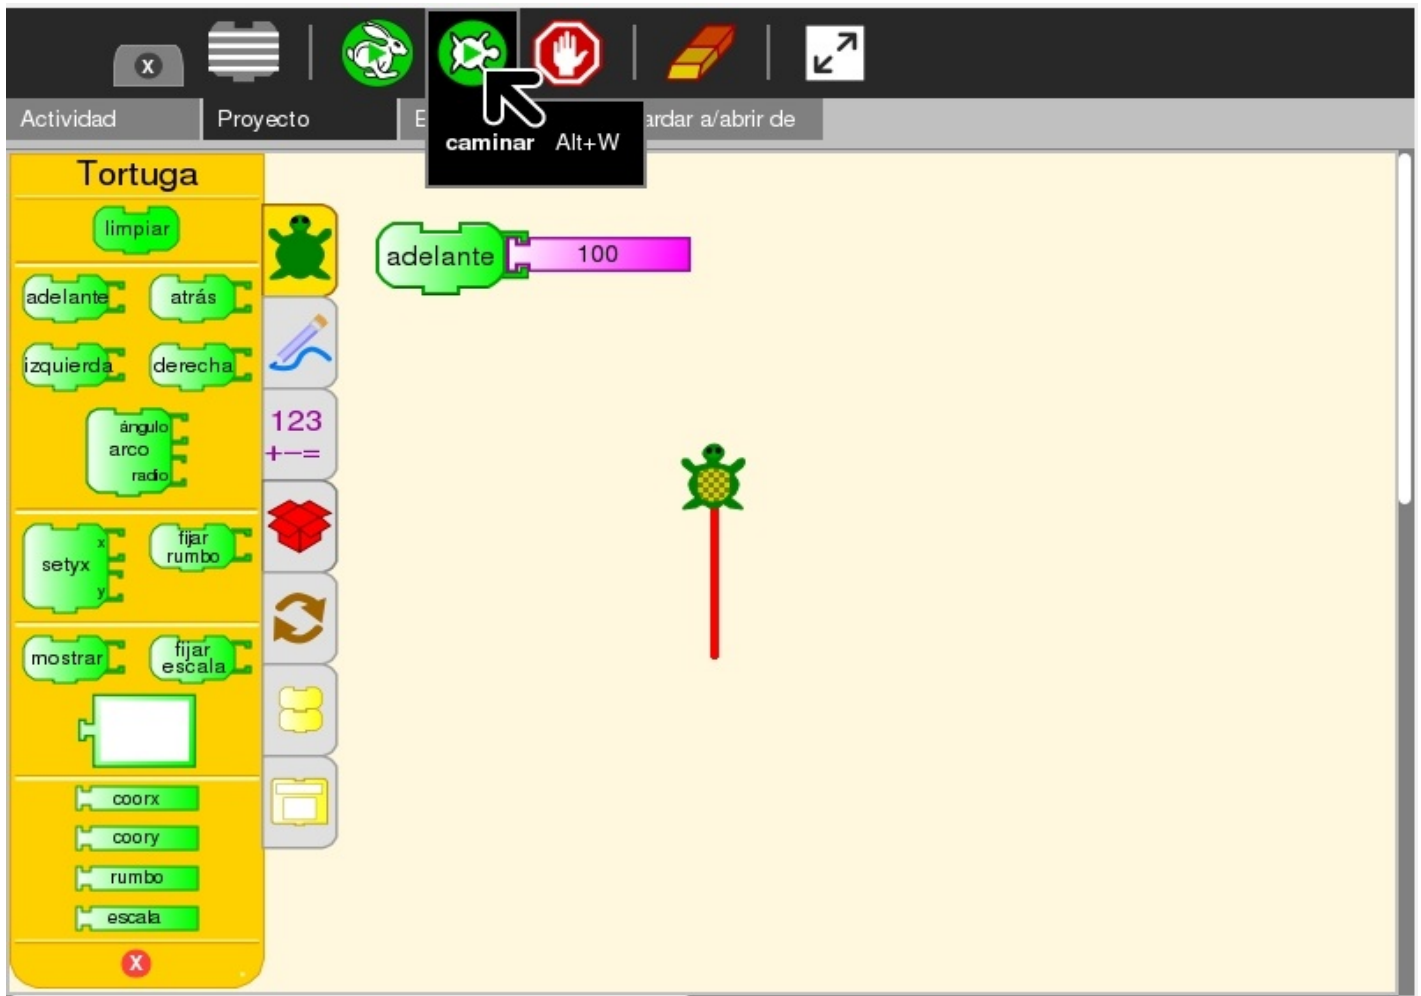 x
Actividad
Proyecto
E
ardar a/abrir de
caminar Alt+W
Tortuga
limpiar
adelante
atrás
izquierda
derecha
ángulo
arco
radio
x
setyx
y
fijar
rumbo
mostrar
fijar
escala
coorx
coory
rumbo
escala
X
123
+−=
adelante
100